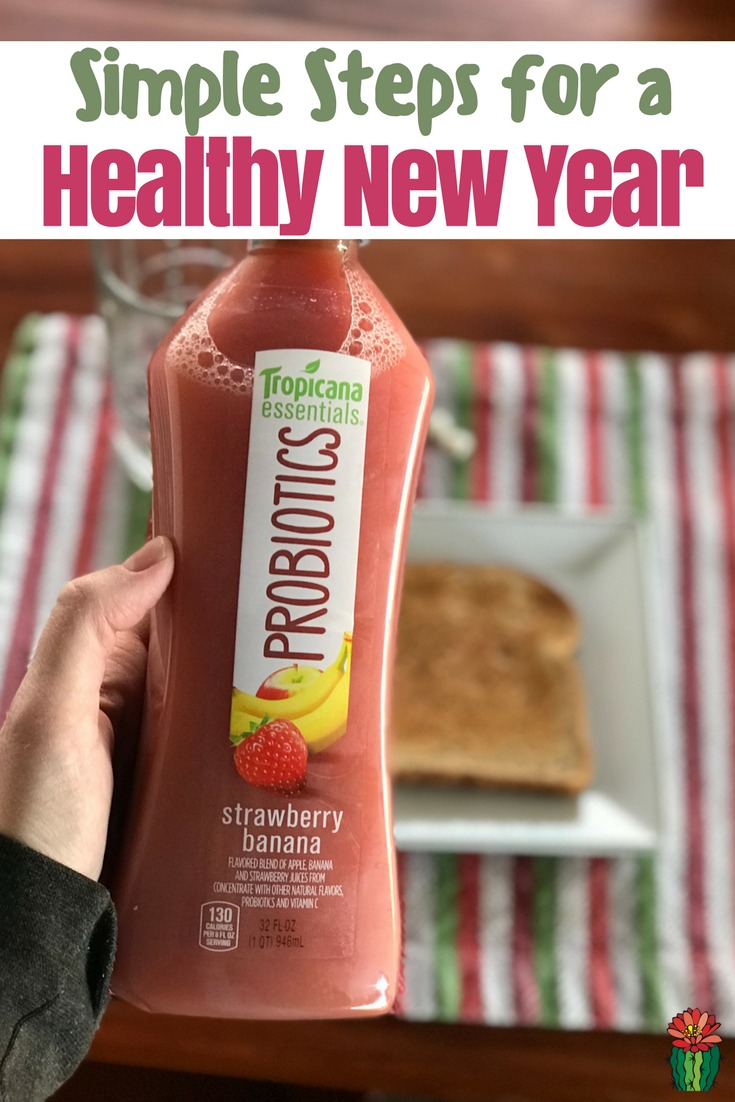 Simple Steps for a
Healthy New Year
Tropicana
essentials®
PROBIOTICS
strawberry
banana
FLAVORED BLEND OF APPLE, BANANA
AND STRAWBERRY JUICES FROM
CONCENTRATE WITH OTHER NATURAL FLAVORS,
PROBIOTICS AND VITAMIN C
130
CALORIES
PER 8 FL OZ
SERVING
32 FL OZ
(1 QT) 946mL